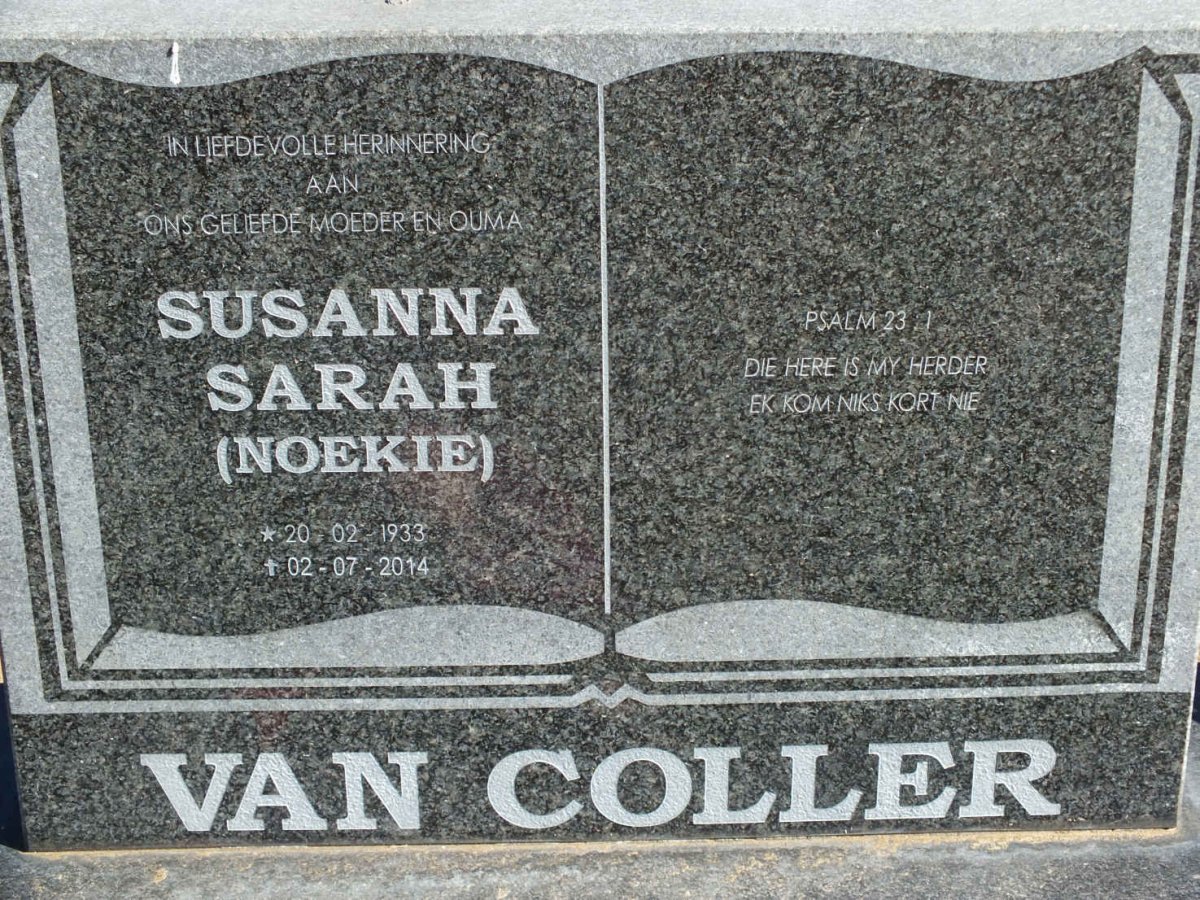 IN LIEFDEVOLLE HERINNERING
AAN
ONS GELIEFDE MOEDER EN OUMA
SUSANNA
SARAH
(NOEKIE)
★ 20 - 02 - 1933
✝ 02 - 07 - 2014
PSALM 23 : 1
DIE HERE IS MY HERDER
EK KOM NIKS KORT NIE
VAN COLLER